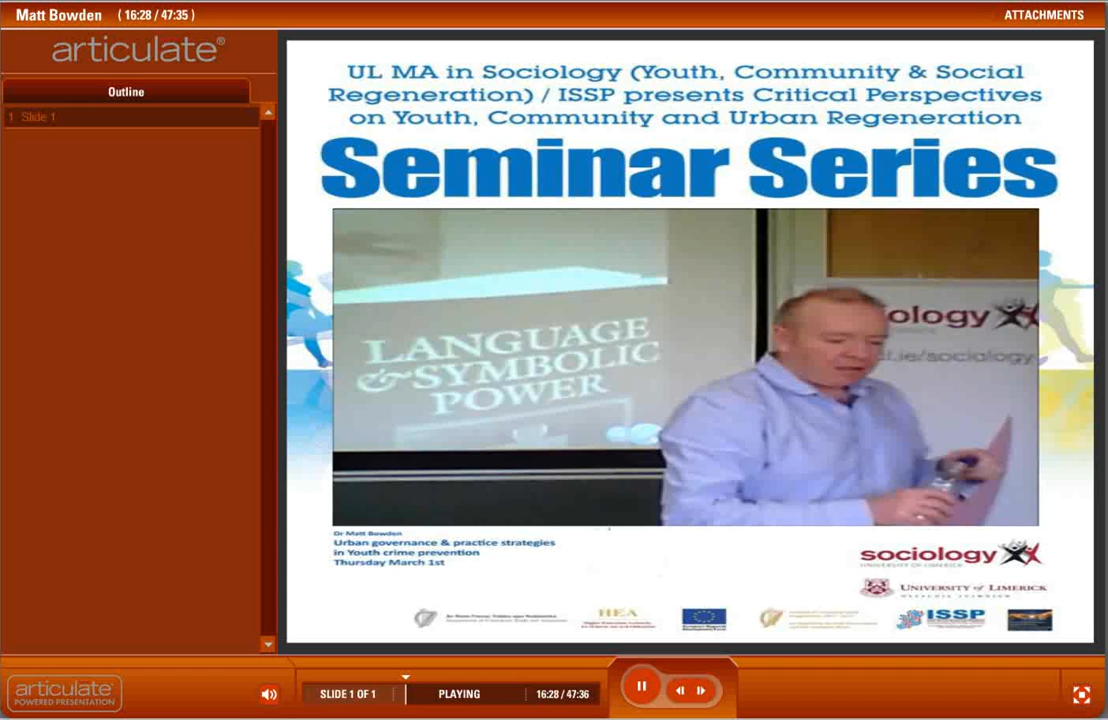 Matt Bowden ( 16:28 / 47:35 )
ATTACHMENTS
articulate®
Outline
1 Slide 1
UL MA in Sociology (Youth, Community & Social
Regeneration) / ISSP presents Critical Perspectives
on Youth, Community and Urban Regeneration
Seminar Series
LANGUAGE
& SYMBOLIC
POWER
ology
ul.ie/sociology
Dr Matt Bowden
Urban governance & practice strategies
in Youth crime prevention
Thursday March 1st
sociology
UNIVERSITY OF LIMERICK
UNIVERSITY of LIMERICK
HEA
ISSP
articulate®
POWERED PRESENTATION
SLIDE 1 OF 1
PLAYING
16:28 / 47:36